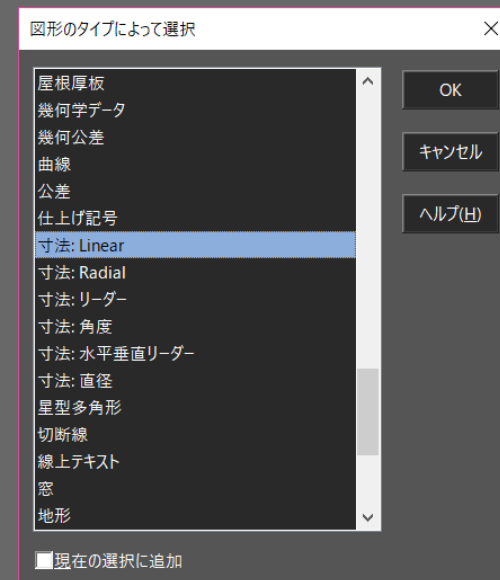 図形のタイプによって選択
屋根厚板
幾何学データ
幾何公差
曲線
公差
仕上げ記号
寸法: Linear
寸法: Radial
寸法: リーダー
寸法: 角度
寸法: 水平垂直リーダー
寸法: 直径
星型多角形
切断線
線上テキスト
窓
地形
OK
キャンセル
ヘルプ(H)
現在の選択に追加